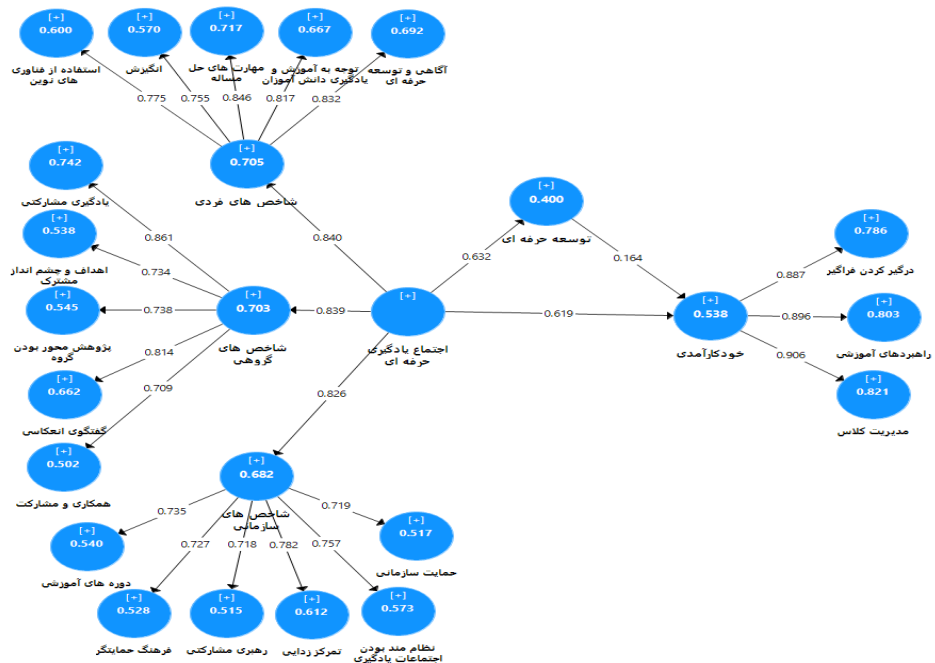 [+]
0.600
استفاده از فناوری
های نوین
[+]
0.570
انگیزش
[+]
0.717
مهارت های حل
مساله
[+]
0.667
توجه به آموزش و
یادگیری دانش آموزان
[+]
0.692
آگاهی و توسعه
حرفه ای
0.775
0.755
0.846
0.817
0.832
[+]
0.705
شاخص های فردی
[+]
0.742
یادگیری مشارکتی
[+]
0.538
اهداف و چشم انداز
مشترک
[+]
0.545
پژوهش محور بودن
گروه
[+]
0.662
گفتگوی انعکاسی
[+]
0.502
همکاری و مشارکت
0.861
0.734
0.738
0.814
0.709
[+]
0.703
شاخص های
گروهی
0.840
0.839
0.826
[+]
اجتماع یادگیری
حرفه ای
0.632
0.619
[+]
0.400
توسعه حرفه ای
0.164
[+]
0.538
خودکارآمدی
0.887
0.896
0.906
[+]
0.786
درگیر کردن فراگیر
[+]
0.803
راهبردهای آموزشی
[+]
0.821
مدیریت کلاس
[+]
0.682
شاخص های
سازمانی
0.735
0.727
0.718
0.782
0.757
0.719
[+]
0.540
دوره های آموزشی
[+]
0.528
فرهنگ حمایتگر
[+]
0.515
رهبری مشارکتی
[+]
0.612
تمرکز زدایی
[+]
0.573
نظام مند بودن
اجتماعات یادگیری
[+]
0.517
حمایت سازمانی